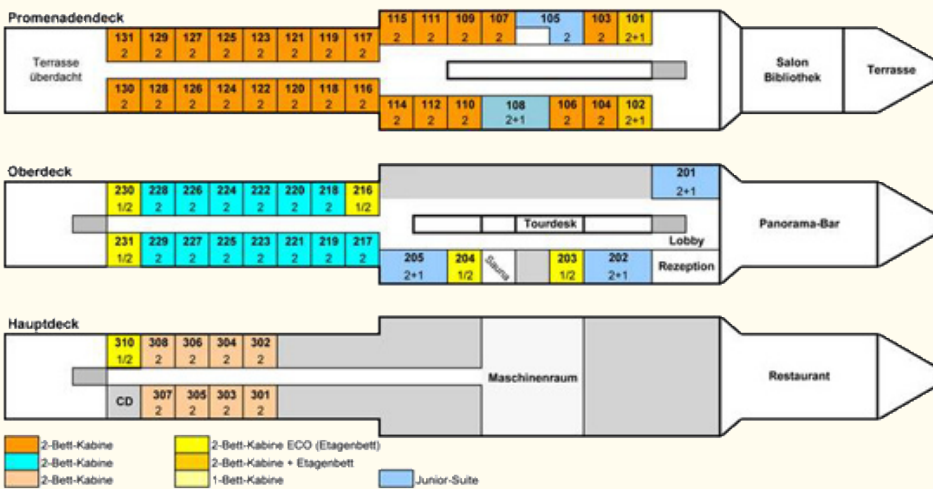 Promenadendeck
115 111 109 107 105 103 101
2 2 2 2 2 2 2+1
131 129 127 125 123 121 119 117
2 2 2 2 2 2 2 2
Terrasse
überdacht
Salon
Bibliothek
Terrasse
130 128 126 124 122 120 118 116
2 2 2 2 2 2 2 2
114 112 110 108 106 104 102
2 2 2 2+1 2 2 2+1
Oberdeck
201
2+1
230 228 226 224 222 220 218 216
1/2 2 2 2 2 2 2 1/2
Tourdesk
Panorama-Bar
Lobby
231 229 227 225 223 221 219 217
1/2 2 2 2 2 2 2 2
205 204 Sauna 203 202 Rezeption
2+1 1/2 1/2 2+1
Hauptdeck
310 308 306 304 302
1/2 2 2 2 2
Maschinenraum
Restaurant
CD 307 305 303 301
2 2 2 2
2-Bett-Kabine
2-Bett-Kabine ECO (Etagenbett)
2-Bett-Kabine
2-Bett-Kabine + Etagenbett
2-Bett-Kabine
1-Bett-Kabine
Junior-Suite